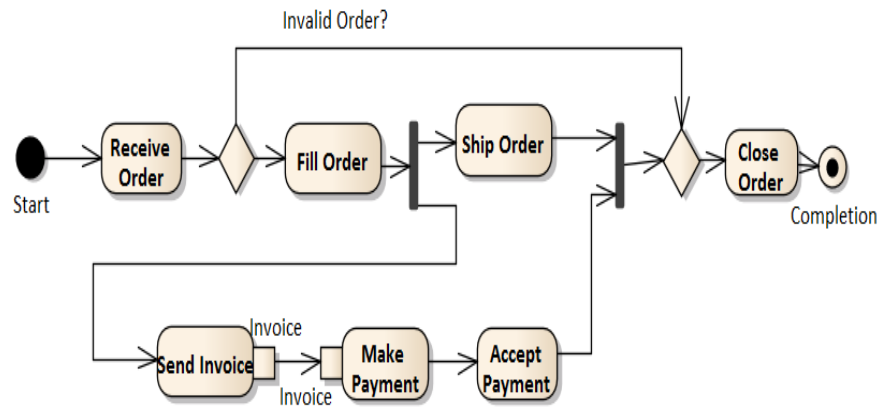 Invalid Order?
Receive
Order
Fill Order
Ship Order
Close
Order
Start
Completion
Invoice
Send Invoice
Invoice
Make
Payment
Accept
Payment